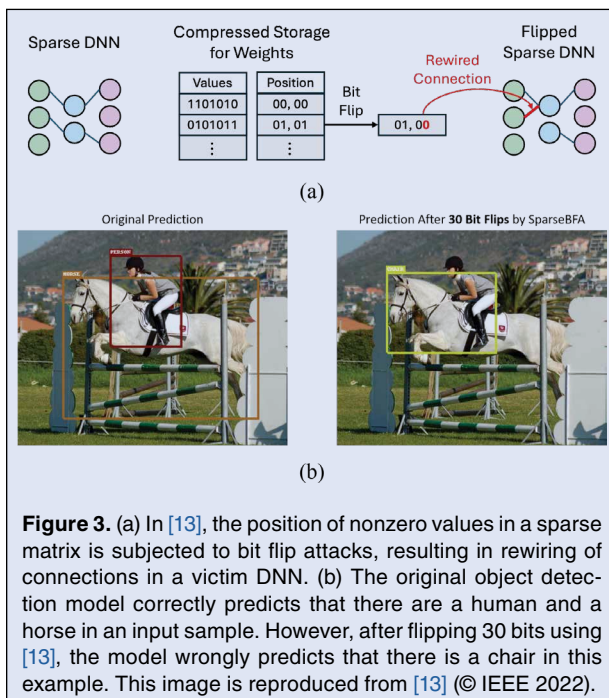 Sparse DNN
Compressed Storage
for Weights
Flipped
Sparse DNN
Rewired
Connection
Values
Position
Bit
Flip
1101010
00, 00
0101011
01, 01
01, 00
⋮
⋮
(a)
Original Prediction
Prediction After 30 Bit Flips by SparseBFA
PERSON
HORSE
CHAIR
(b)
Figure 3. (a) In [13], the position of nonzero values in a sparse
matrix is subjected to bit flip attacks, resulting in rewiring of
connections in a victim DNN. (b) The original object detec-
tion model correctly predicts that there are a human and a
horse in an input sample. However, after flipping 30 bits using
[13], the model wrongly predicts that there is a chair in this
example. This image is reproduced from [13] (© IEEE 2022).